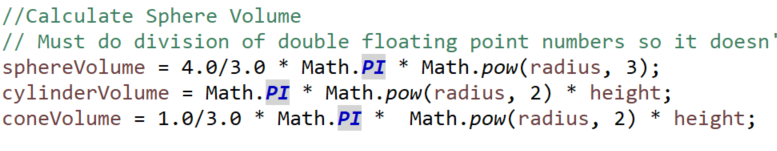 //Calculate Sphere Volume
// Must do division of double floating point numbers so it doesn'
sphereVolume = 4.0/3.0 * Math.PI * Math.pow(radius, 3);
cylinderVolume = Math.PI * Math.pow(radius, 2) * height;
coneVolume = 1.0/3.0 * Math.PI *  Math.pow(radius, 2) * height;